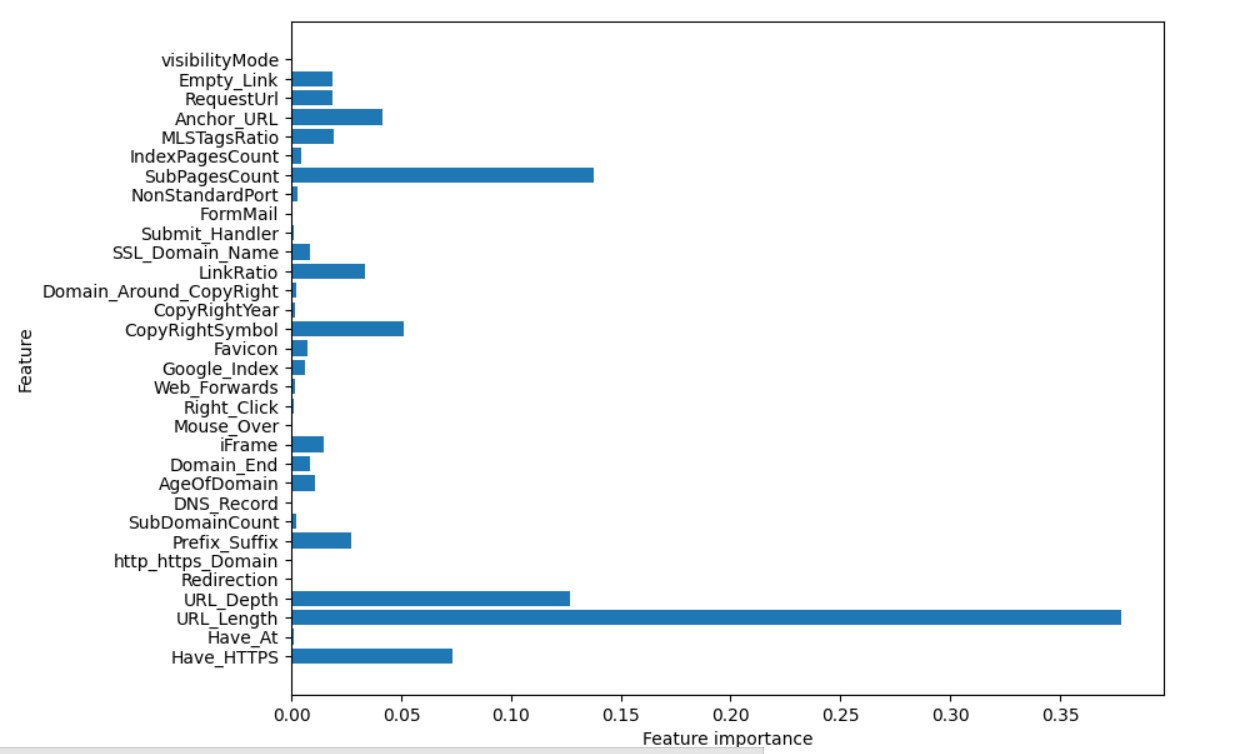 visibilityMode
Empty_Link
RequestUrl
Anchor_URL
MLSTagsRatio
IndexPagesCount
SubPagesCount
NonStandardPort
FormMail
Submit_Handler
SSL_Domain_Name
LinkRatio
Domain_Around_CopyRight
CopyRightYear
CopyRightSymbol
Favicon
Google_Index
Web_Forwards
Right_Click
Mouse_Over
iFrame
Domain_End
AgeOfDomain
DNS_Record
SubDomainCount
Prefix_Suffix
http_https_Domain
Redirection
URL_Depth
URL_Length
Have_At
Have_HTTPS
Feature
0.00 0.05 0.10 0.15 0.20 0.25 0.30 0.35
Feature importance